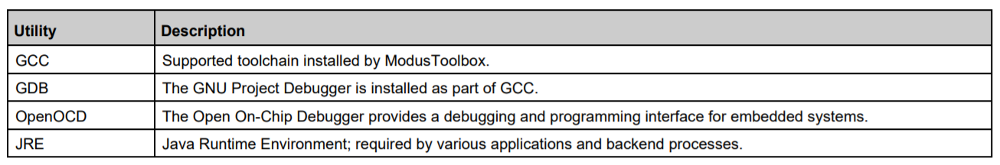 Utility Description
GCC Supported toolchain installed by ModusToolbox.
GDB The GNU Project Debugger is installed as part of GCC.
OpenOCD The Open On-Chip Debugger provides a debugging and programming interface for embedded systems.
JRE Java Runtime Environment; required by various applications and backend processes.